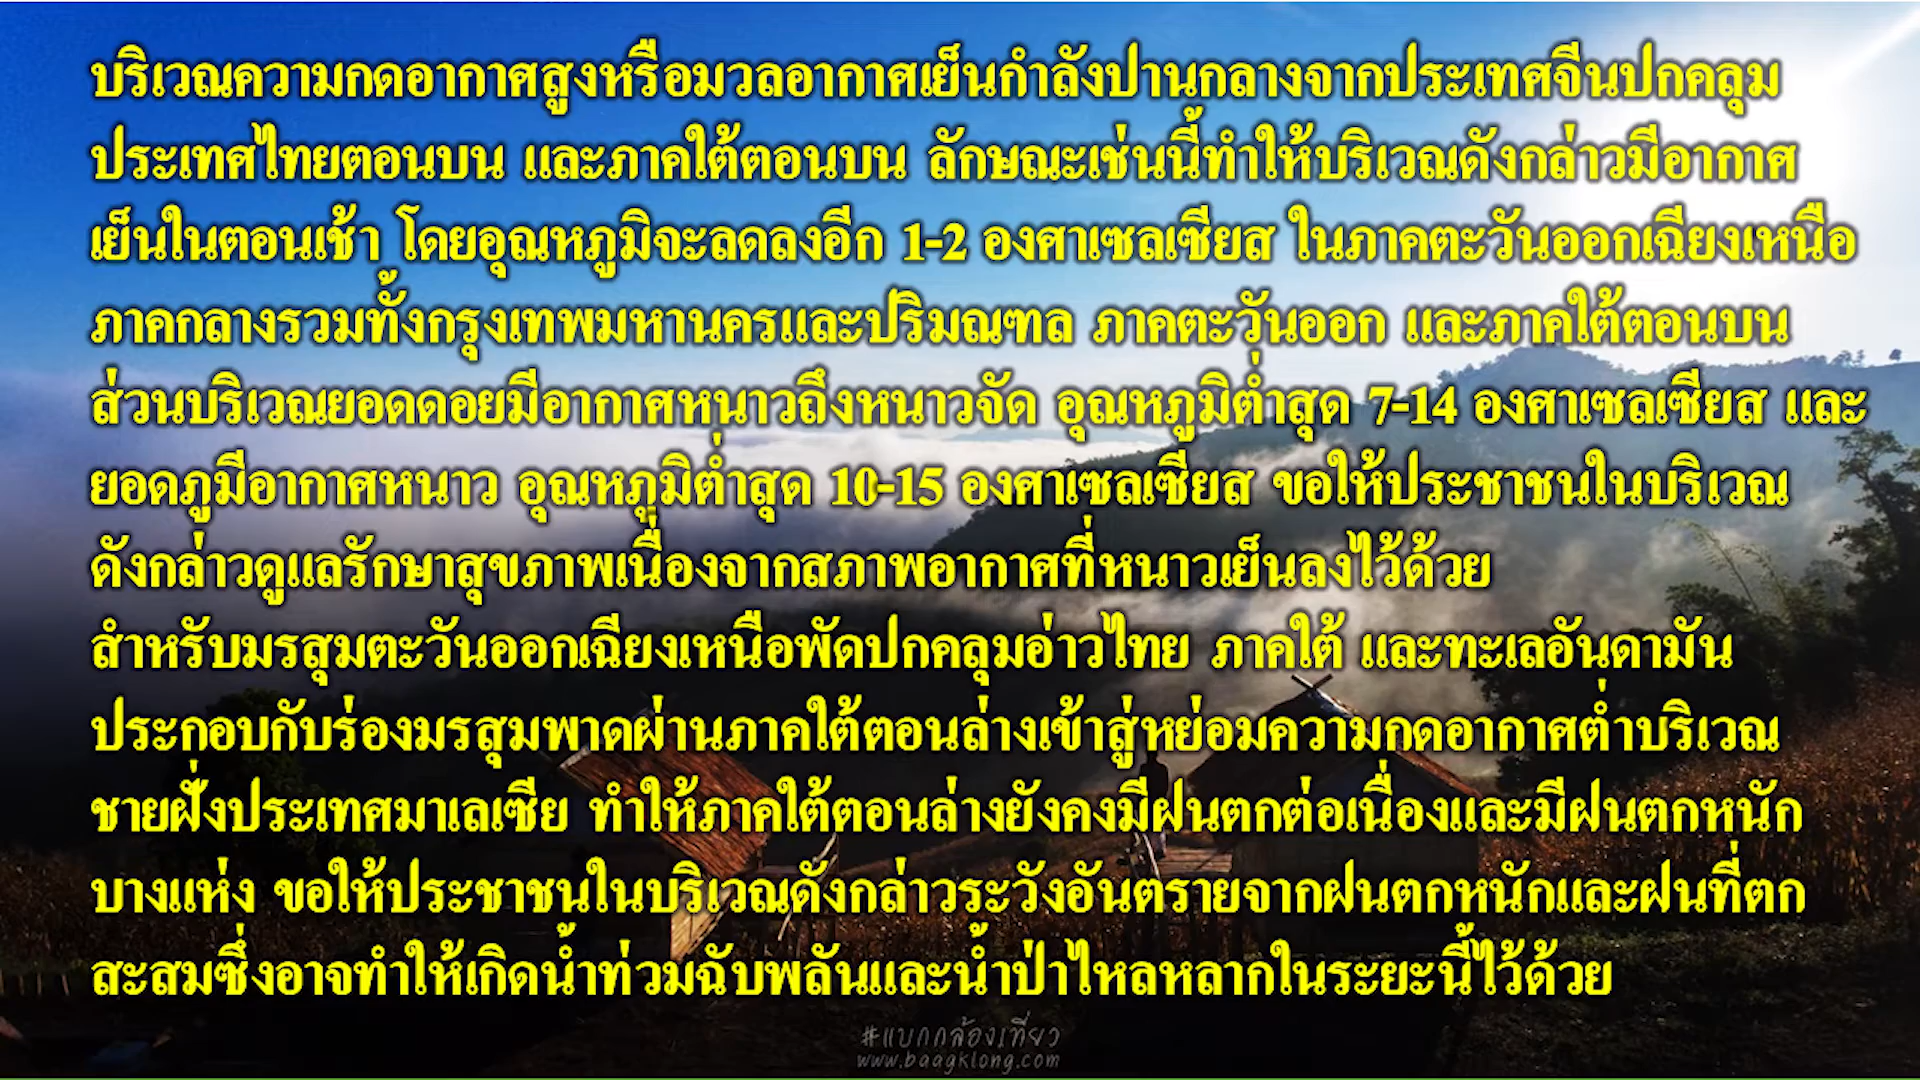 บริเวณความกดอากาศสูงหรือมวลอากาศเย็นกำลังปานกลางจากประเทศจีนปกคลุม
ประเทศไทยตอนบน และภาคใต้ตอนบน ลักษณะเช่นนี้ทำให้บริเวณดังกล่าวมีอากาศ
เย็นในตอนเช้า โดยอุณหภูมิจะลดลงอีก 1-2 องศาเซลเซียส ในภาคตะวันออกเฉียงเหนือ
ภาคกลางรวมทั้งกรุงเทพมหานครและปริมณฑล ภาคตะวันออก และภาคใต้ตอนบน
ส่วนบริเวณยอดดอยมีอากาศหนาวถึงหนาวจัด อุณหภูมิต่ำสุด 7-14 องศาเซลเซียส และ
ยอดภูมีอากาศหนาว อุณหภูมิต่ำสุด 10-15 องศาเซลเซียส ขอให้ประชาชนในบริเวณ
ดังกล่าวดูแลรักษาสุขภาพเนื่องจากสภาพอากาศที่หนาวเย็นลงไว้ด้วย
สำหรับมรสุมตะวันออกเฉียงเหนือพัดปกคลุมอ่าวไทย ภาคใต้ และทะเลอันดามัน
ประกอบกับร่องมรสุมพาดผ่านภาคใต้ตอนล่างเข้าสู่หย่อมความกดอากาศต่ำบริเวณ
ชายฝั่งประเทศมาเลเซีย ทำให้ภาคใต้ตอนล่างยังคงมีฝนตกต่อเนื่องและมีฝนตกหนัก
บางแห่ง ขอให้ประชาชนในบริเวณดังกล่าวระวังอันตรายจากฝนตกหนักและฝนที่ตก
สะสมซึ่งอาจทำให้เกิดน้ำท่วมฉับพลันและน้ำป่าไหลหลากในระยะนี้ไว้ด้วย
#แบกกล้องเที่ยว
www.baagklong.com